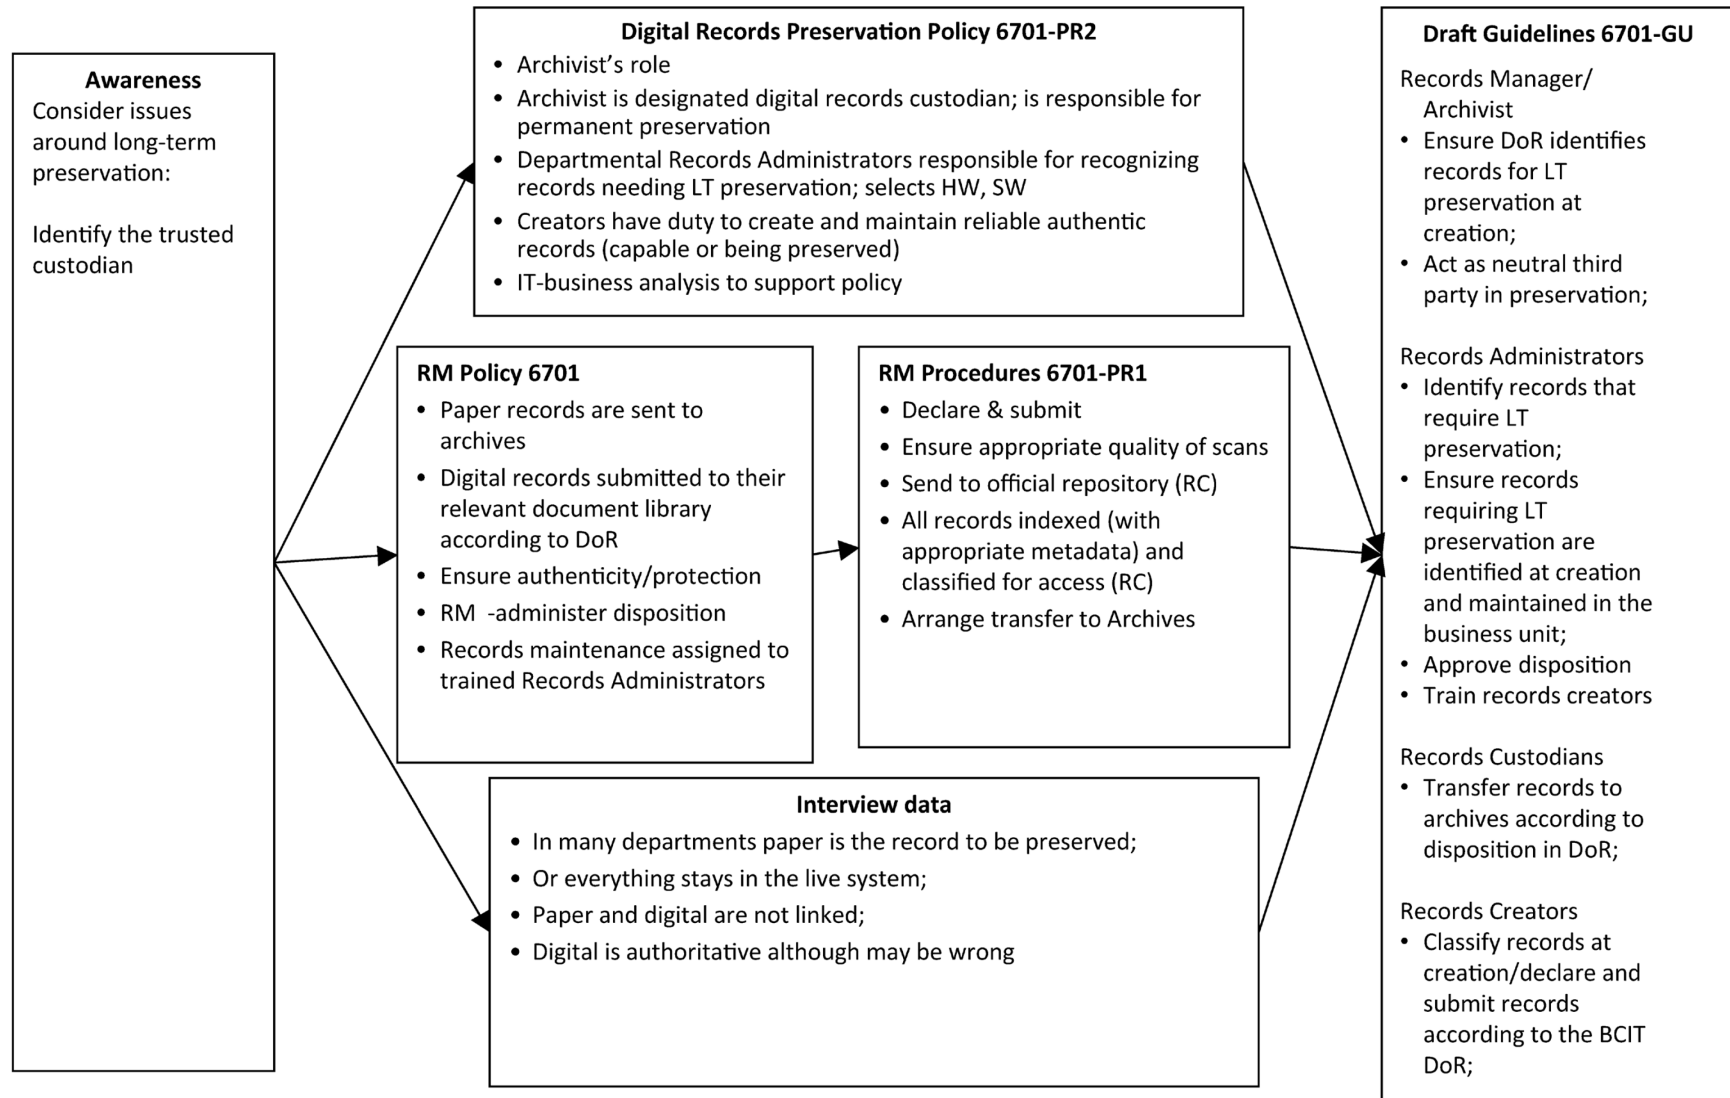 Awareness
Consider issues
around long-term
preservation:
Identify the trusted
custodian
Digital Records Preservation Policy 6701-PR2
• Archivist’s role
• Archivist is designated digital records custodian; is responsible for
permanent preservation
• Departmental Records Administrators responsible for recognizing
records needing LT preservation; selects HW, SW
• Creators have duty to create and maintain reliable authentic
records (capable or being preserved)
• IT-business analysis to support policy
RM Policy 6701
• Paper records are sent to
archives
• Digital records submitted to their
relevant document library
according to DoR
• Ensure authenticity/protection
• RM -administer disposition
• Records maintenance assigned to
trained Records Administrators
RM Procedures 6701-PR1
• Declare & submit
• Ensure appropriate quality of scans
• Send to official repository (RC)
• All records indexed (with
appropriate metadata) and
classified for access (RC)
• Arrange transfer to Archives
Interview data
• In many departments paper is the record to be preserved;
• Or everything stays in the live system;
• Paper and digital are not linked;
• Digital is authoritative although may be wrong
Draft Guidelines 6701-GU
Records Manager/
Archivist
• Ensure DoR identifies
records for LT
preservation at
creation;
• Act as neutral third
party in preservation;
Records Administrators
• Identify records that
require LT
preservation;
• Ensure records
requiring LT
preservation are
identified at creation
and maintained in the
business unit;
• Approve disposition
• Train records creators
Records Custodians
• Transfer records to
archives according to
disposition in DoR;
Records Creators
• Classify records at
creation/declare and
submit records
according to the BCIT
DoR;